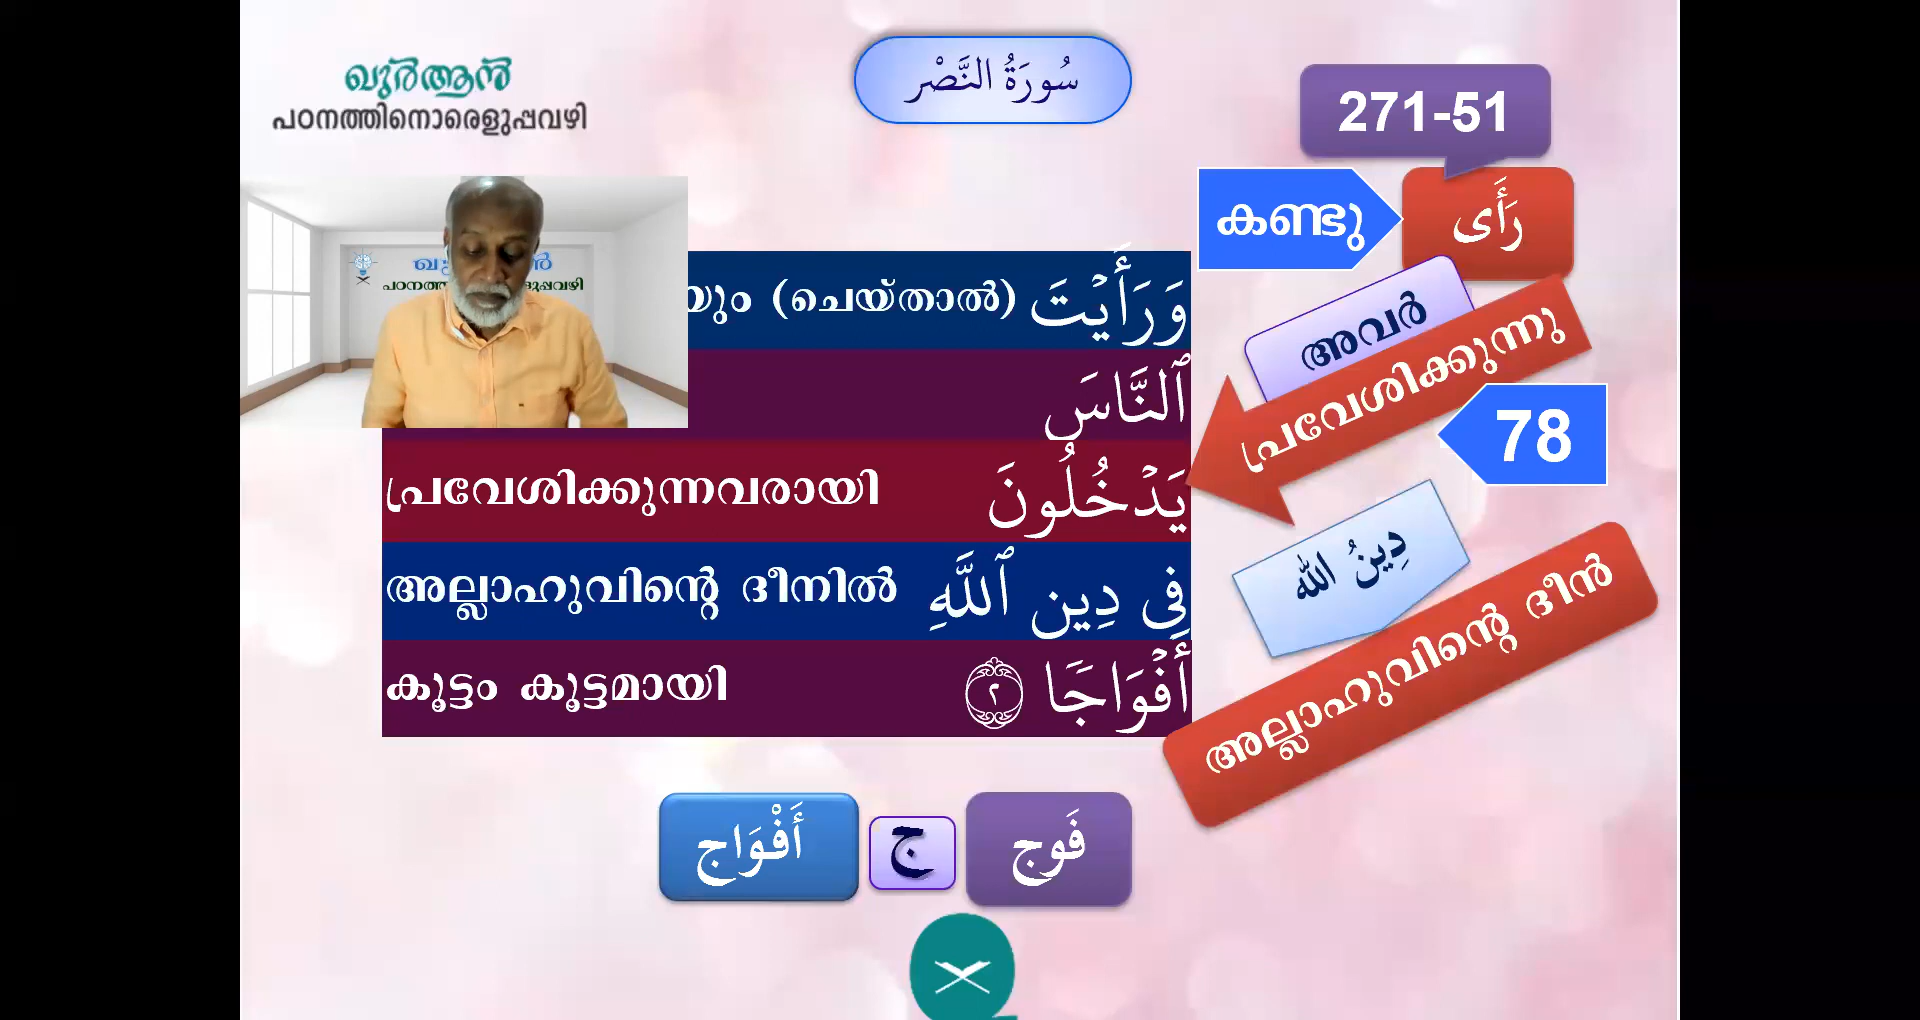 ഖുർആൻ
പഠനത്തിനൊരെളുപ്പവഴി
سُورَةُ النَّصْر
271-51
رَأَى
കണ്ടു
യും (ചെയ്താൽ) وَرَأَيْتَ
ٱلنَّاسَ
പ്രവേശിക്കുന്നവരായി يَدْخُلُونَ
അല്ലാഹുവിന്റെ ദീനിൽ فِى دِينِ ٱللَّهِ
കൂട്ടം കൂട്ടമായി أَفْوَاجًا ٢
അവർ
പ്രവേശിക്കുന്നു
78
دِينُ الله
അല്ലാഹുവിന്റെ ദീൻ
فَوج
ج
أَفْوَاج